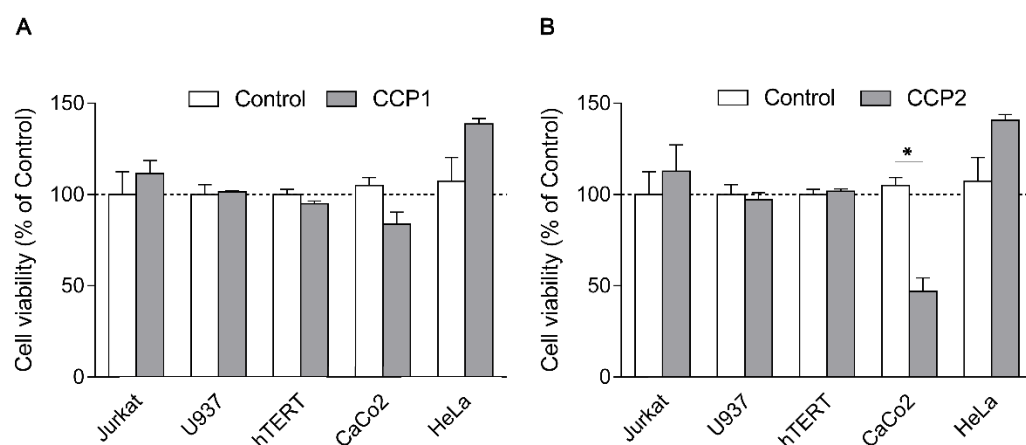 A
Cell viability (% of Control)
Control CCP1
150
100
50
0
Jurkat
U937
hTERT
CaCo2
HeLa
B
Cell viability (% of Control)
Control CCP2
150
100
50
0
*
Jurkat
U937
hTERT
CaCo2
HeLa